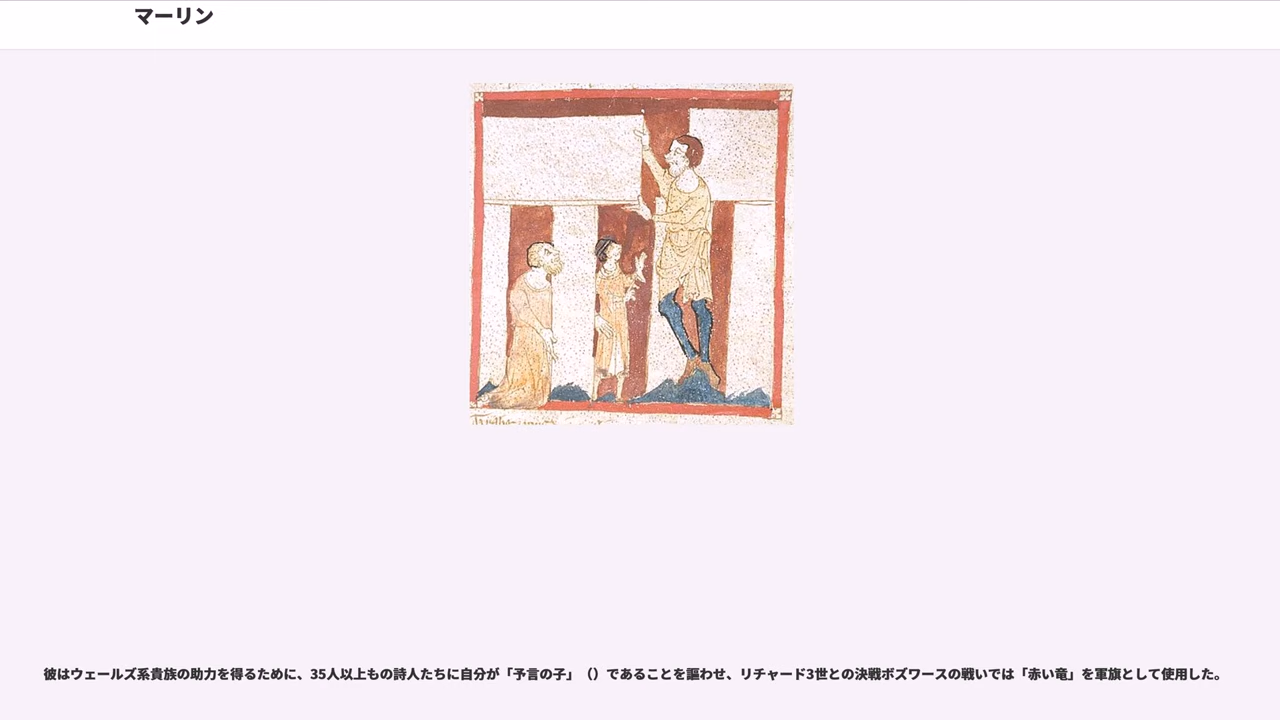 マーリン
彼はウェールズ系貴族の助力を得るために、35人以上もの詩人たちに自分が「予言の子」（）であることを謳わせ、リチャード3世との決戦ボズワースの戦いでは「赤い竜」を軍旗として使用した。